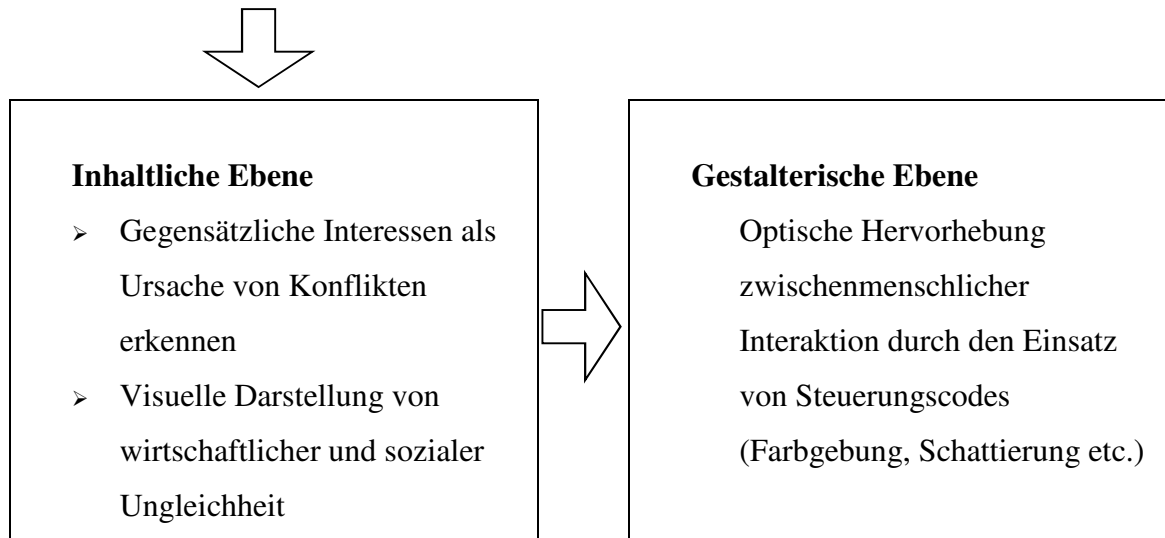 Inhaltliche Ebene
➢ Gegensätzliche Interessen als
Ursache von Konflikten
erkennen
➢ Visuelle Darstellung von
wirtschaftlicher und sozialer
Ungleichheit
Gestalterische Ebene
Optische Hervorhebung
zwischenmenschlicher
Interaktion durch den Einsatz
von Steuerungscodes
(Farbgebung, Schattierung etc.)